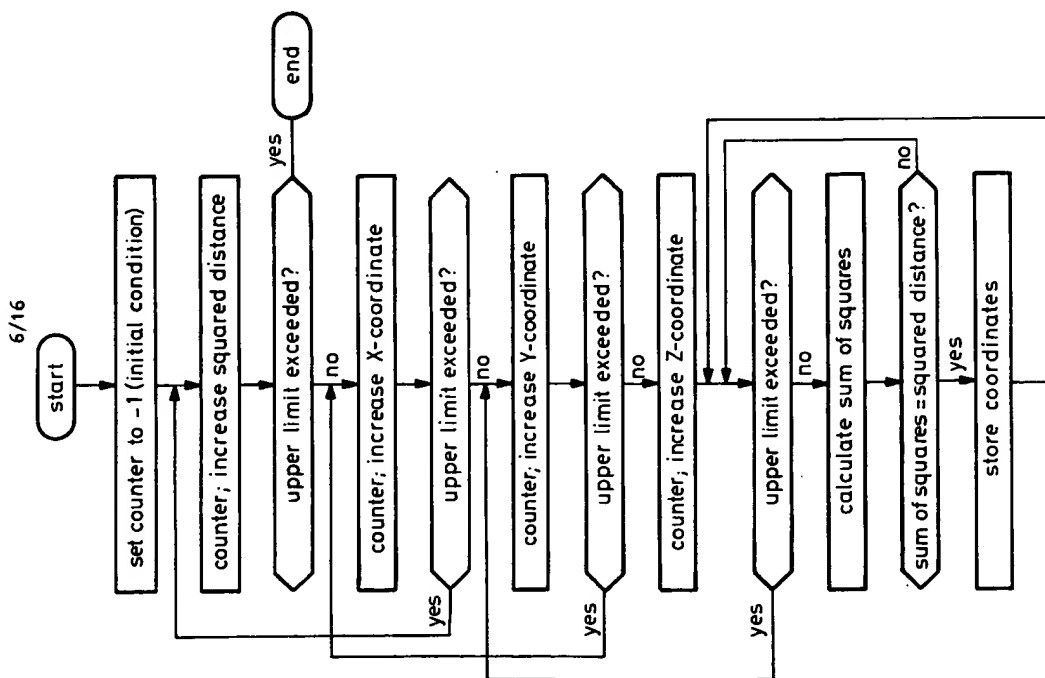 6/16
start
set counter to -1 (initial condition)
counter; increase squared distance
upper limit exceeded?
yes
end
no
counter; increase X-coordinate
upper limit exceeded?
yes
no
counter; increase Y-coordinate
upper limit exceeded?
yes
no
counter; increase Z-coordinate
upper limit exceeded?
yes
no
calculate sum of squares
sum of squares = squared distance?
no
yes
store coordinates